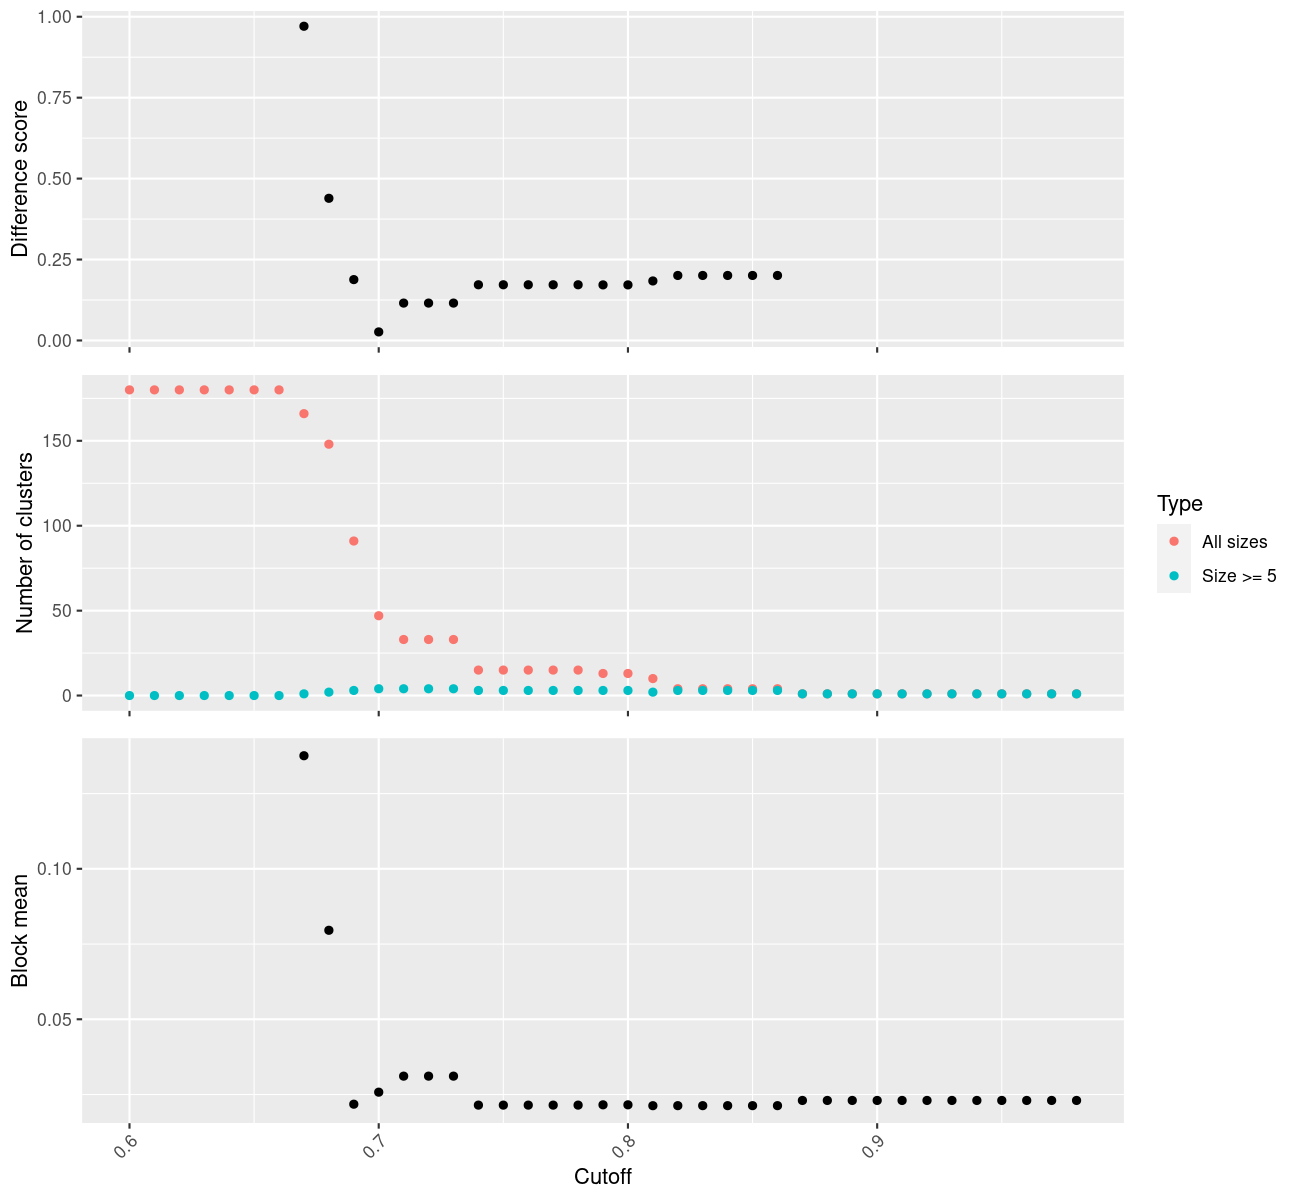 1.00
0.75
0.50
0.25
0.00
Difference score
150
100
50
0
Number of clusters
Type
All sizes
Size >= 5
0.10
0.05
Block mean
0.6
0.7
0.8
0.9
Cutoff